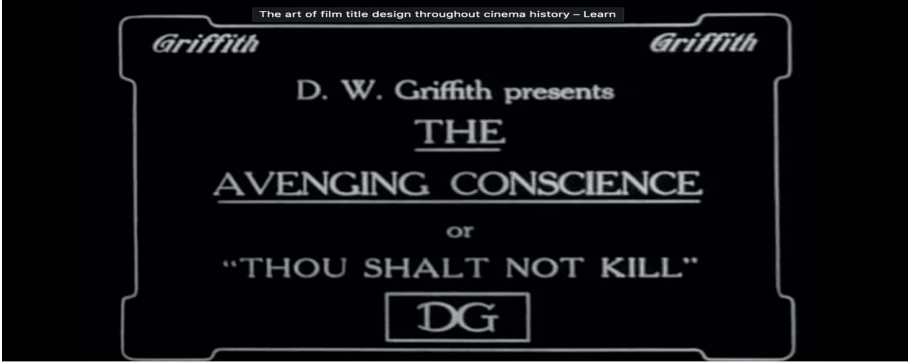 The art of film title design throughout cinema history – Learn
Griffith Griffith
D. W. Griffith presents
THE
AVENGING CONSCIENCE
or
“THOU SHALT NOT KILL”
DG